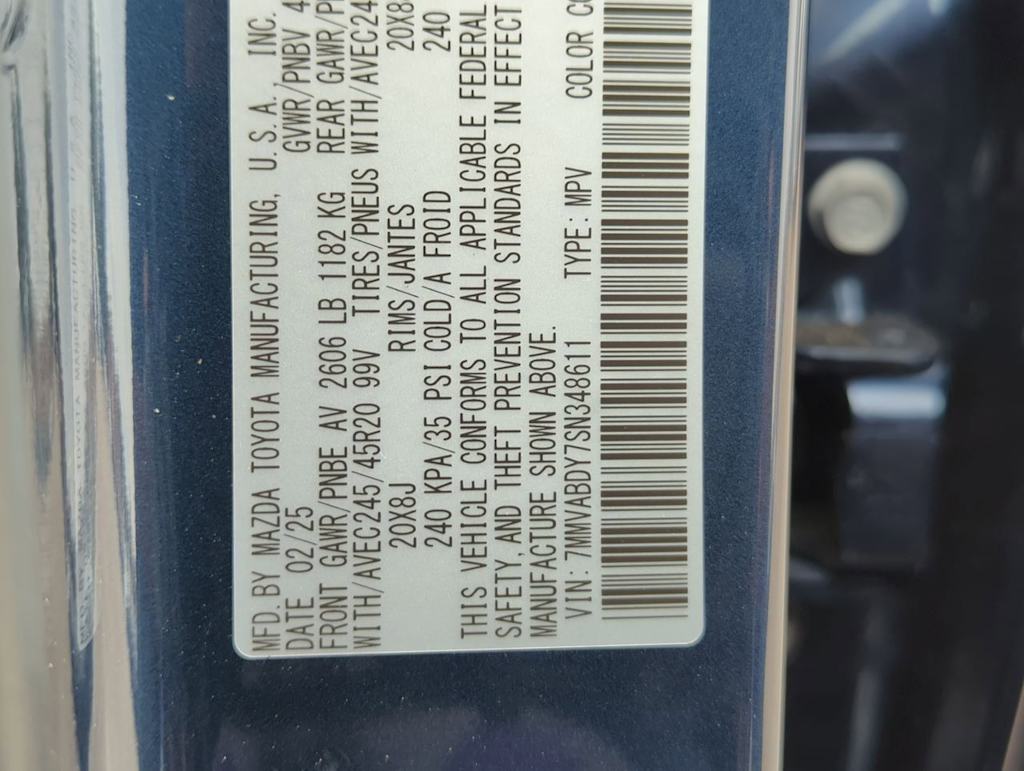 MFD. BY MAZDA TOYOTA MANUFACTURING, U. S. A., INC.
DATE 02/25 GVWR/PNBV 4
FRONT GAWR/PNBE AV 2606 LB 1182 KG REAR GAWR/
WITH/AVEC245/45R20 99V TIRES/PNEUS WITH/AVEC24
20X8J RIMS/JANTES 20X8
240 KPA/35 PSI COLD/A FROID 240
THIS VEHICLE CONFORMS TO ALL APPLICABLE FEDERAL
SAFETY, AND THEFT PREVENTION STANDARDS IN EFFECT
MANUFACTURE SHOWN ABOVE.
VIN: 7MMVABDY7SN348611 TYPE: MPV COLOR